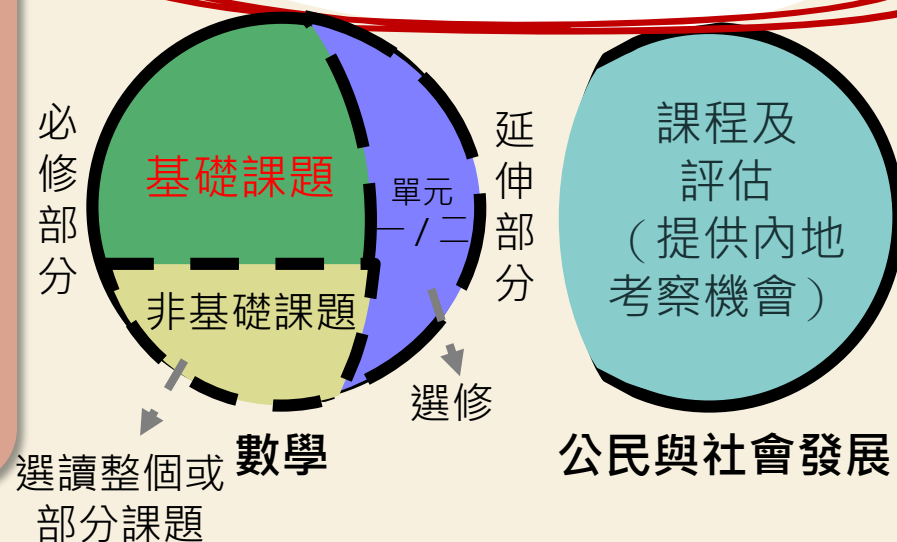 必修部分
基礎課題
非基礎課題
單元
一 / 二
延伸部分
選修
選讀整個或
部分課題
數學
課程及
評估
（提供內地
考察機會）
公民與社會發展